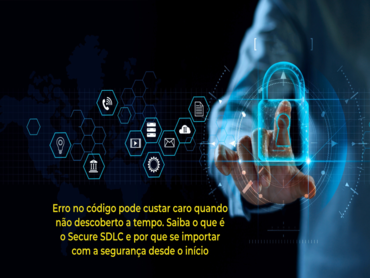 Erro no código pode custar caro quando
não descoberto a tempo. Saiba o que é
o Secure SDLC e por que se importar
com a segurança desde o início